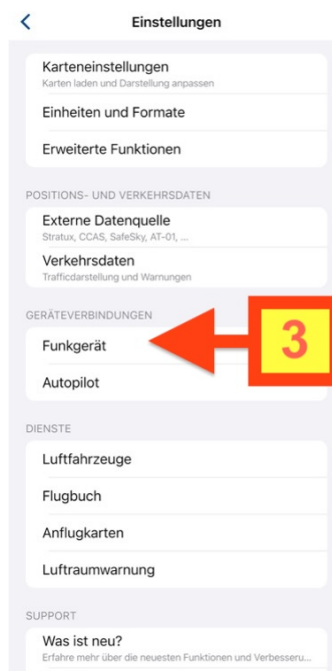 Einstellungen
Karteneinstellungen
Karten laden und Darstellung anpassen
Einheiten und Formate
Erweiterte Funktionen
POSITIONS- UND VERKEHRSDATEN
Externe Datenquelle
Stratux, CCAS, SafeSky, AT-01, ...
Verkehrsdaten
Trafficdarstellung und Warnungen
GERÄTEVERBINDUNGEN
Funkgerät
3
Autopilot
DIENSTE
Luftfahrzeuge
Flugbuch
Anflugkarten
Luftraumwarnung
SUPPORT
Was ist neu?
Erfahre mehr über die neuesten Funktionen und Verbesseru...